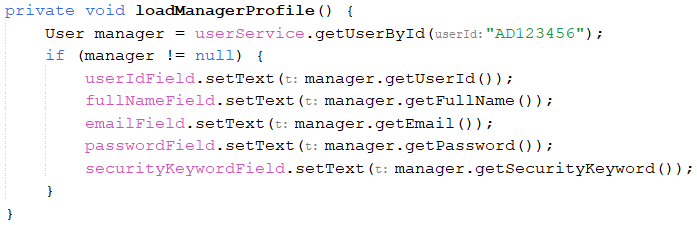 private void loadManagerProfile() {
    User manager = userService.getUserById(userId: "AD123456");
    if (manager != null) {
        userIdField.setText(t: manager.getUserId());
        fullNameField.setText(t: manager.getFullName());
        emailField.setText(t: manager.getEmail());
        passwordField.setText(t: manager.getPassword());
        securityKeywordField.setText(t: manager.getSecurityKeyword());
    }
}